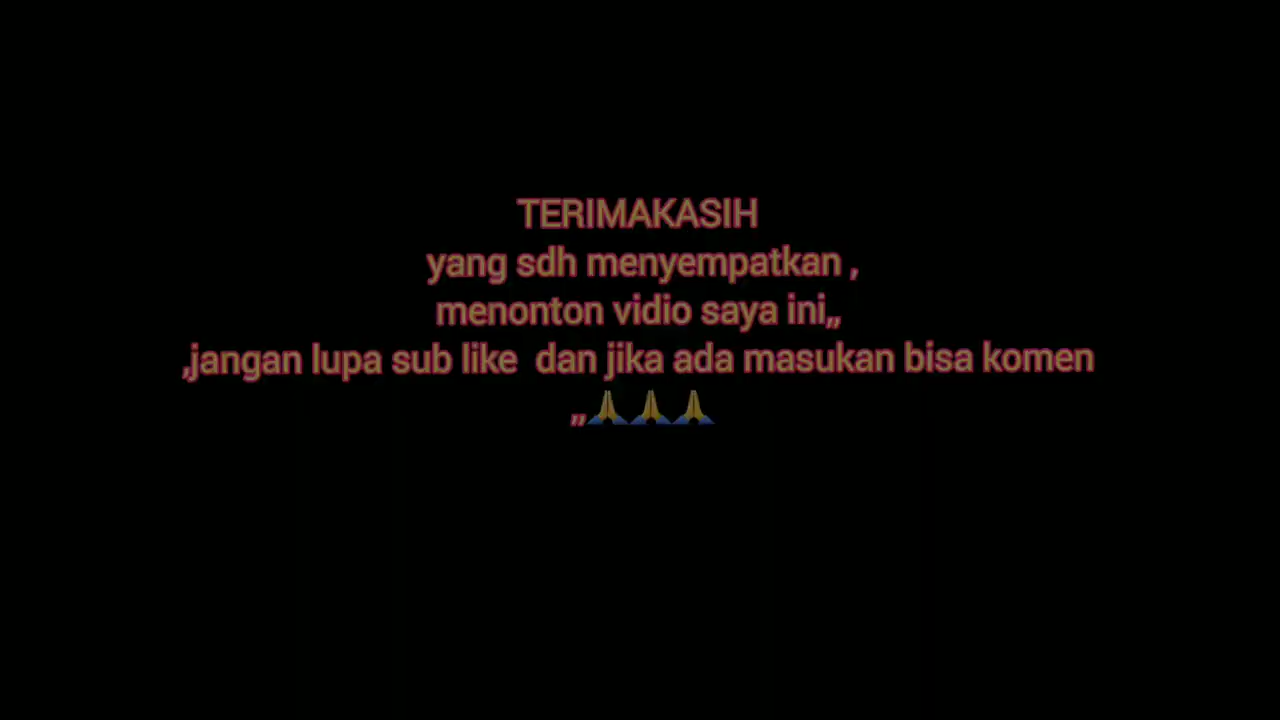 TERIMAKASIH
yang sdh menyempatkan ,
menonton vidio saya ini,,
,jangan lupa sub like  dan jika ada masukan bisa komen
,,🙏🙏🙏